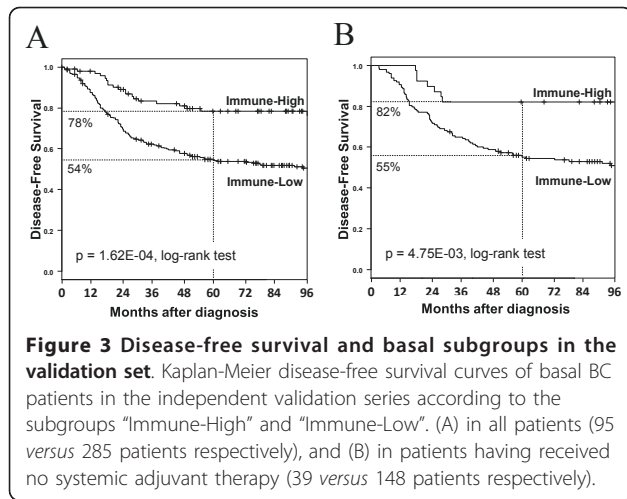 A
B
Disease-Free Survival
1.0
0.8
0.6
0.4
0.2
0.0
78%
54%
Immune-High
Immune-Low
p = 1.62E-04, log-rank test
0 12 24 36 48 60 72 84 96
Months after diagnosis
Disease-Free Survival
1.0
0.8
0.6
0.4
0.2
0.0
82%
55%
Immune-High
Immune-Low
p = 4.75E-03, log-rank test
0 12 24 36 48 60 72 84 96
Months after diagnosis
Figure 3 Disease-free survival and basal subgroups in the
validation set. Kaplan-Meier disease-free survival curves of basal BC
patients in the independent validation series according to the
subgroups “Immune-High” and “Immune-Low”. (A) in all patients (95
versus 285 patients respectively), and (B) in patients having received
no systemic adjuvant therapy (39 versus 148 patients respectively).